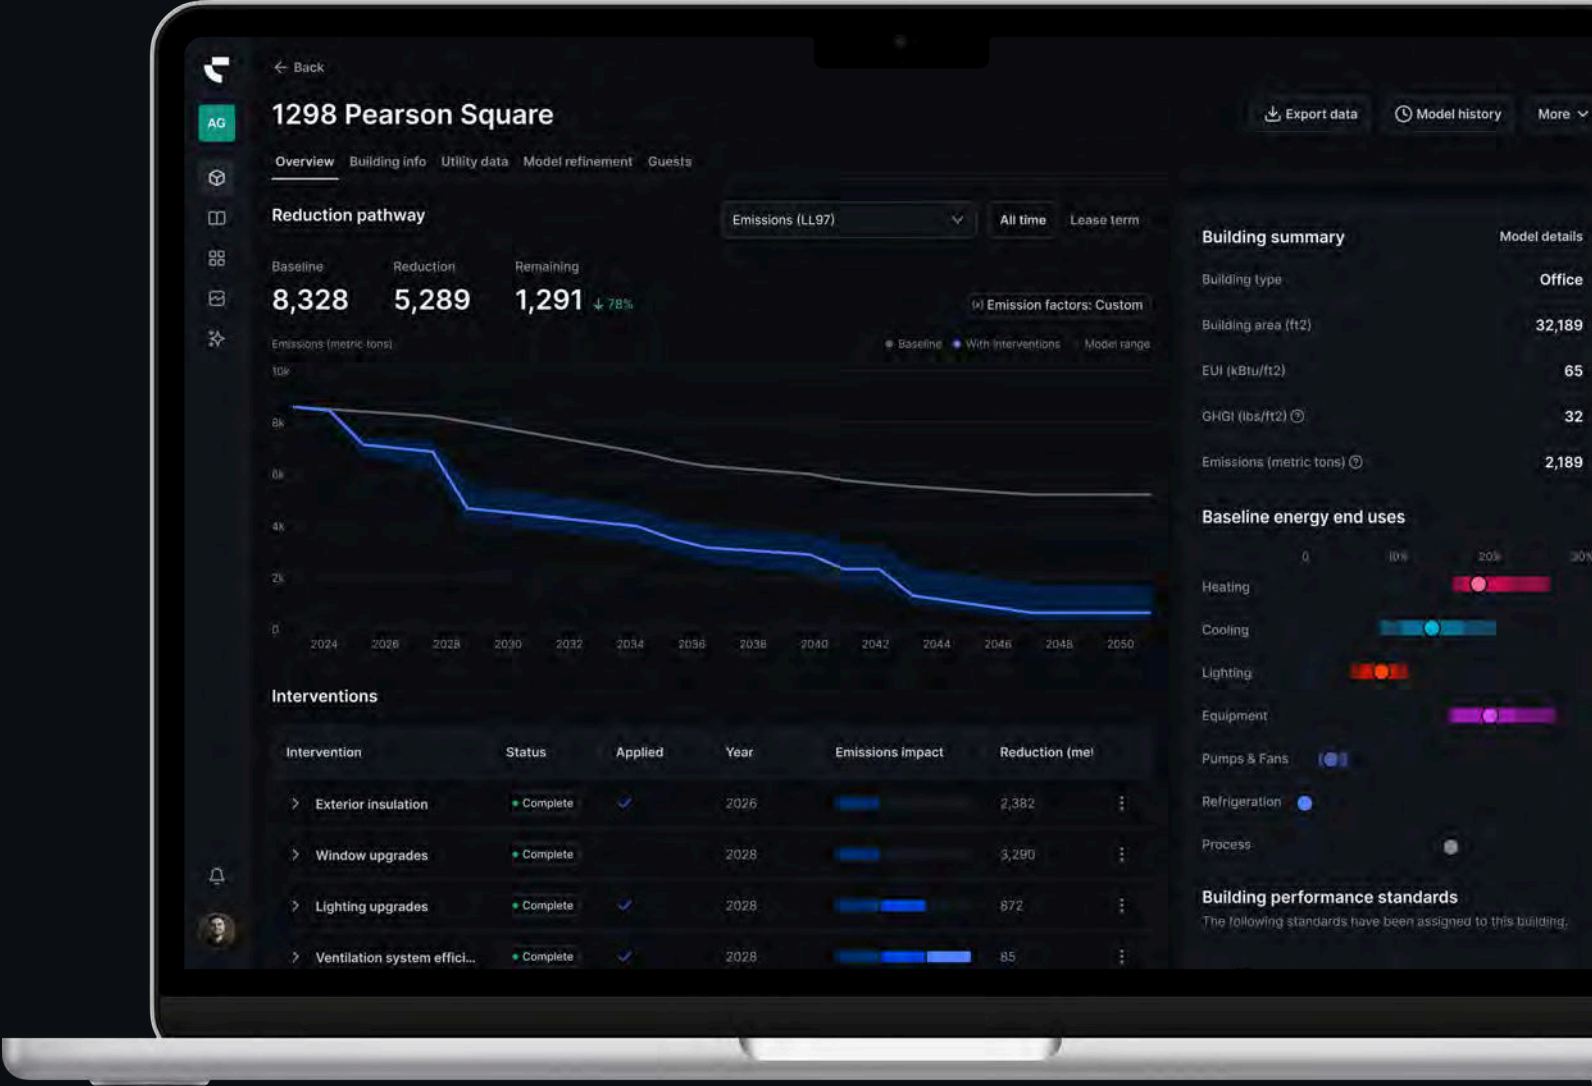 ← Back
AG
1298 Pearson Square
Export data
Model history
More
Overview
Building info
Utility data
Model refinement
Guests
Reduction pathway
Emissions (LL97)
All time
Lease term
Baseline
Reduction
Remaining
8,328
5,289
1,291
↓ 78%
(x) Emission factors: Custom
Emissions (metric tons)
Baseline
With Interventions
Model range
10k
8k
6k
4k
2k
0
2024
2026
2028
2030
2032
2034
2036
2038
2040
2042
2044
2046
2048
2050
Interventions
Intervention
Status
Applied
Year
Emissions impact
Reduction (me
Exterior insulation
Complete
2026
2,382
Window upgrades
Complete
2028
3,290
Lighting upgrades
Complete
2028
872
Ventilation system effici...
Complete
2028
85
Building summary
Model details
Building type
Office
Building area (ft2)
32,189
EUI (kBtu/ft2)
65
GHGI (lbs/ft2)
32
Emissions (metric tons)
2,189
Baseline energy end uses
0
10%
20%
30%
Heating
Cooling
Lighting
Equipment
Pumps & Fans
Refrigeration
Process
Building performance standards
The following standards have been assigned to this building.